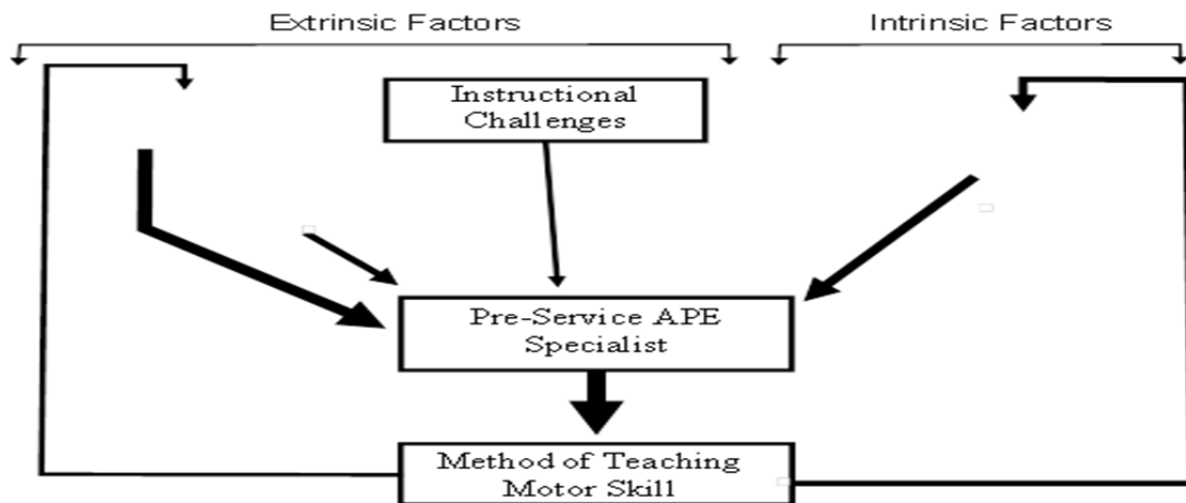 Extrinsic Factors
Intrinsic Factors
Instructional
Challenges
Pre-Service APE
Specialist
Method of Teaching
Motor Skill